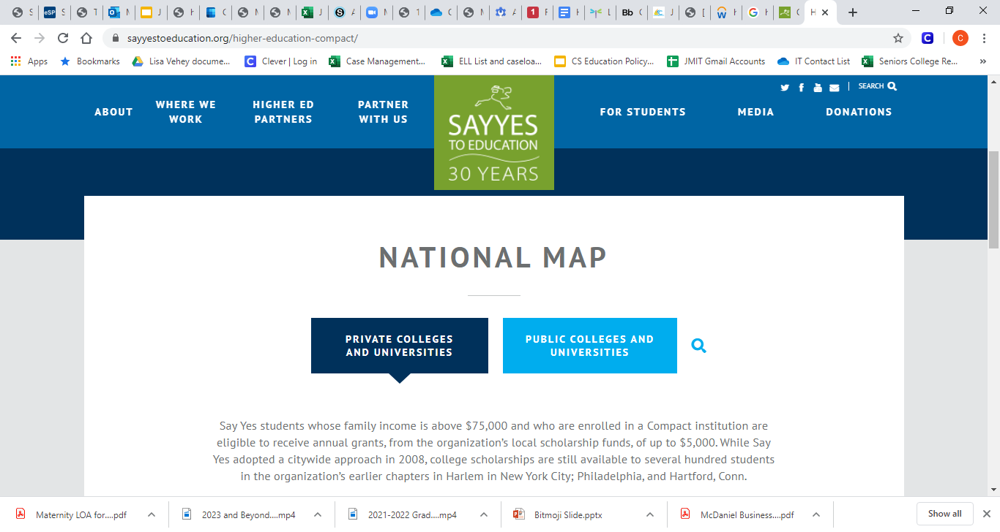 S
eSP S
T
N
J
H
C
N
N
J
A
N
T
C
N
A
1 F
H
L
Bb C
J
[
H
H
C
H
sayyestoeducation.org/higher-education-compact/
C
C
Apps
Bookmarks
Lisa Vehey docume...
Clever | Log in
Case Management...
ELL List and caseloa...
CS Education Policy...
JMIT Gmail Accounts
IT Contact List
Seniors College Re...
»
SEARCH
ABOUT
WHERE WE
WORK
HIGHER ED
PARTNERS
PARTNER
WITH US
SAYYES
TO EDUCATION
30 YEARS
FOR STUDENTS
MEDIA
DONATIONS
NATIONAL MAP
PRIVATE COLLEGES
AND UNIVERSITIES
PUBLIC COLLEGES AND
UNIVERSITIES
Say Yes students whose family income is above $75,000 and who are enrolled in a Compact institution are
eligible to receive annual grants, from the organization’s local scholarship funds, of up to $5,000. While Say
Yes adopted a citywide approach in 2008, college scholarships are still available to several hundred students
in the organization’s earlier chapters in Harlem in New York City; Philadelphia, and Hartford, Conn.
Maternity LOA for....pdf
2023 and Beyond....mp4
2021-2022 Grad....mp4
Bitmoji Slide.pptx
McDaniel Business....pdf
Show all